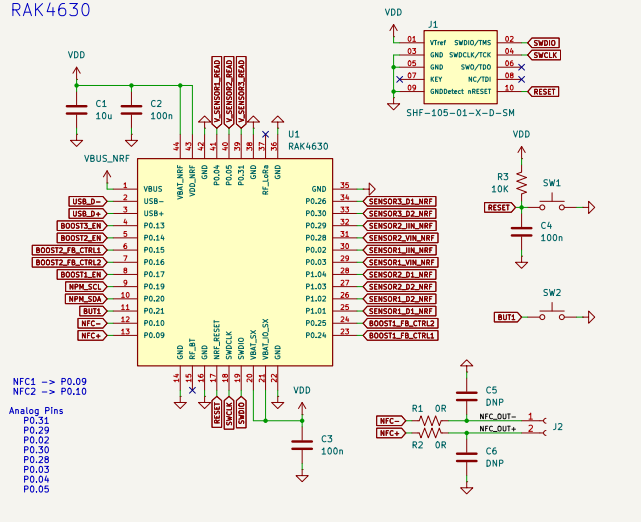 RAK4630
VDD
J1
01 VTref SWDIO/TMS 02 SWDIO
03 GND SWDCLK/TCK 04 SWCLK
05 GND SWO/TDO 06
07 KEY NC/TDI 08
09 GNDDetect nRESET 10 RESET
SHF-105-01-X-D-SM
VDD
C1
10u
C2
100n
V_SENSOR1_READ
V_SENSOR2_READ
V_SENSOR3_READ
44 43 42 41 40 39 38 37 36
VBAT_NRF VDD_NRF GND P0.04 P0.05 P0.31 GND RF_LoRa GND
U1
RAK4630
VBUS_NRF
1 VBUS
USB_D- 2 USB-
USB_D+ 3 USB+
BOOST3_EN 4 P0.13
BOOST2_EN 5 P0.14
BOOST2_FB_CTRL1 6 P0.15
BOOST2_FB_CTRL2 7 P0.16
BOOST1_EN 8 P0.17
NPM_SCL 9 P0.19
NPM_SDA 10 P0.20
BUT1 11 P0.21
NFC- 12 P0.10
NFC+ 13 P0.09
GND 35
P0.26 34 SENSOR3_D1_NRF
P0.30 33 SENSOR3_D2_NRF
P0.29 32 SENSOR2_IIN_NRF
P0.28 31 SENSOR2_VIN_NRF
P0.02 30 SENSOR1_IIN_NRF
P0.03 29 SENSOR1_VIN_NRF
P1.04 28 SENSOR2_D1_NRF
P1.03 27 SENSOR2_D2_NRF
P1.02 26 SENSOR1_D2_NRF
P1.01 25 SENSOR1_D1_NRF
P0.25 24 BOOST1_FB_CTRL2
P0.24 23 BOOST1_FB_CTRL1
GND RF_BT GND NRF_RESET SWDCLK SWDIO VBAT_SX VBAT_IO_SX GND
14 15 16 17 18 19 20 21 22
RESET
SWCLK
SWDIO
VDD
C3
100n
VDD
R3
10K
SW1
RESET
C4
100n
SW2
BUT1
NFC1 -> P0.09
NFC2 -> P0.10
Analog Pins
P0.31
P0.29
P0.02
P0.30
P0.28
P0.03
P0.04
P0.05
C5
DNP
R1 0R
NFC- NFC_OUT- 1
NFC+ NFC_OUT+ 2
J2
R2 0R
C6
DNP